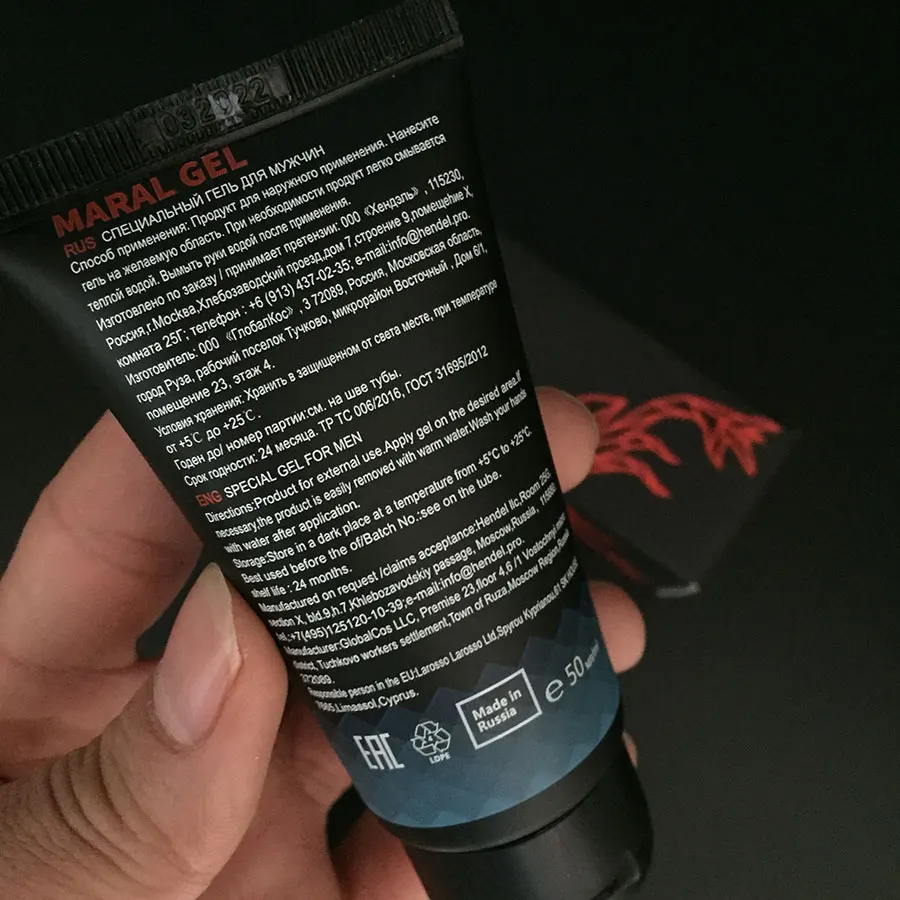 032022
MARAL GEL
RUS СПЕЦИАЛЬНЫЙ ГЕЛЬ ДЛЯ МУЖЧИН
Способ применения: Продукт для наружного применения. Нанесите
гель на желаемую область. При необходимости продукт легко смывается
теплой водой. Вымыть руки водой после применения.
Изготовлено по заказу / принимает претензии: 000 《Хендэль》, 115230,
Россия,г.Москва,Хлебозаводский проезд,дом 7,строение 9,помещение X,
комната 25Г; телефон : +6 (913) 437-02-35; e-mail:info@hendel.pro.
Изготовитель: 000 《ГлобалКос》, 3 72089, Россия, Московская область,
город Руза, рабочий поселок Тучково, микрорайон Восточный , Дом 6/1,
помещение 23, этаж 4.
Условия хранения: Хранить в защищенном от света месте, при температуре
от +5℃ до +25℃.
Годен до/ номер партии:см. на шве тубы.
Срок годности: 24 месяца. ТР ТС 006/2016, ГОСТ 31695/2012
ENG SPECIAL GEL FOR MEN
Directions:Product for external use.Apply gel on the desired area.If
necessary,the product is easily removed with warm water.Wash your hands
with water after application.
Storage:Store in a dark place at a temperature from +5℃ to +25℃.
Best used before the of/Batch No.:see on the tube.
shelf life : 24 months.
Manufactured on request /claims acceptance:Hendel llc,Room 25G,
section X, bld.9,h.7,Khlebozavodskiy passage, Moscow,Russia, 115980.
+7(495)125120-10-39;e-mail:info@hendel.pro.
Manufacturer:GlobalCos LLC, Premise 23,floor 4,6 /1 Vostochnyi
district, Tuchkovo workers settlement,Town of Ruza,Moscow Region,
72089.
Responsible person in the EU:Larosso Larosso Ltd.Spyrou Kyprianou,61
Limassol,Cyprus.
EAC
4
LDPE
Made in
Russia
e 50